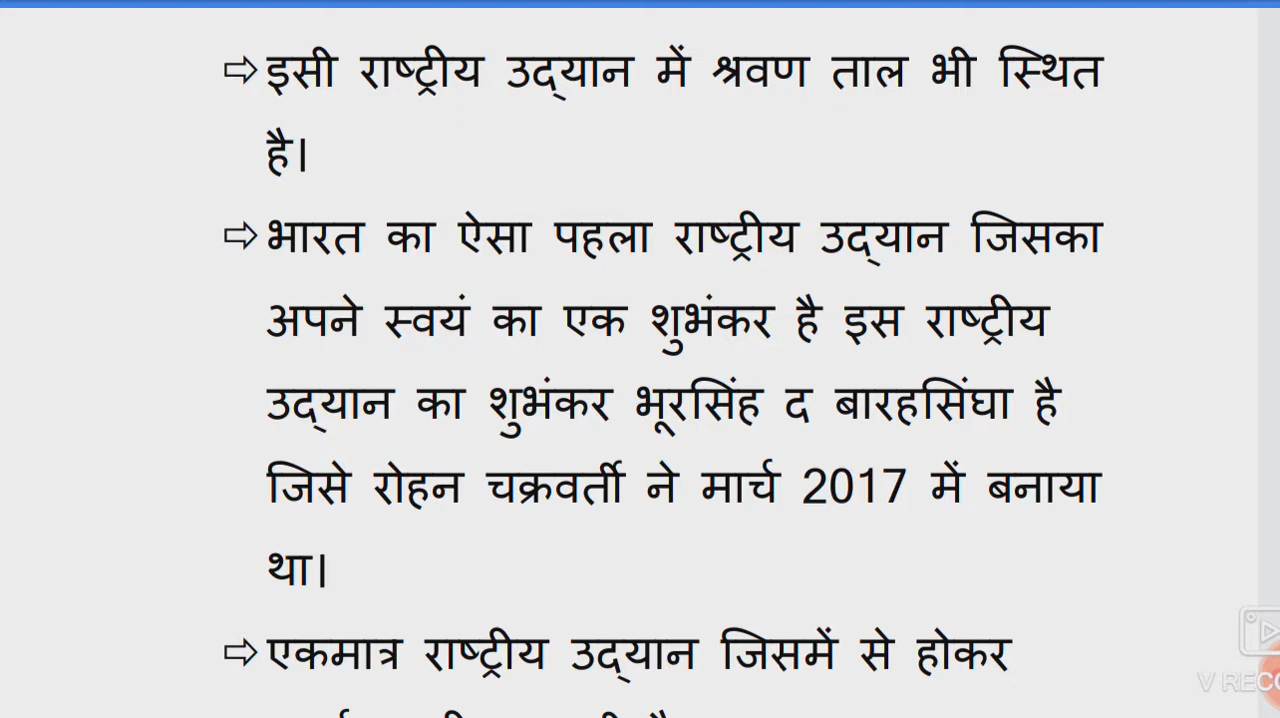 ⇨इसी राष्ट्रीय उद्‌यान में श्रवण ताल भी स्थित
है।
⇨भारत का ऐसा पहला राष्ट्रीय उद्‌यान जिसका
अपने स्वयं का एक शुभंकर है इस राष्ट्रीय
उद्‌यान का शुभंकर भूरसिंह द बारहसिंघा है
जिसे रोहन चक्रवर्ती ने मार्च 2017 में बनाया
था।
⇨एकमात्र राष्ट्रीय उद्‌यान जिसमें से होकर
V REC